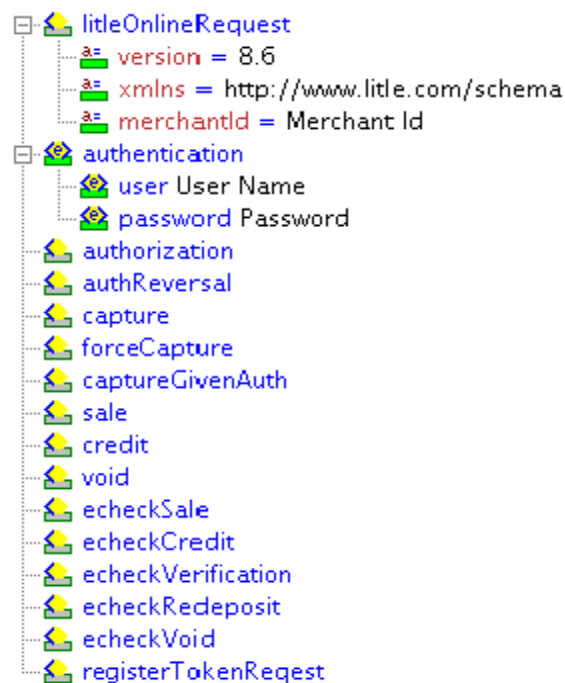 litleOnlineRequest
version = 8.6
xmlns = http://www.litle.com/schema
merchantId = Merchant Id
authentication
user User Name
password Password
authorization
authReversal
capture
forceCapture
captureGivenAuth
sale
credit
void
echeckSale
echeckCredit
echeckVerification
echeckRedeposit
echeckVoid
registerTokenReqest